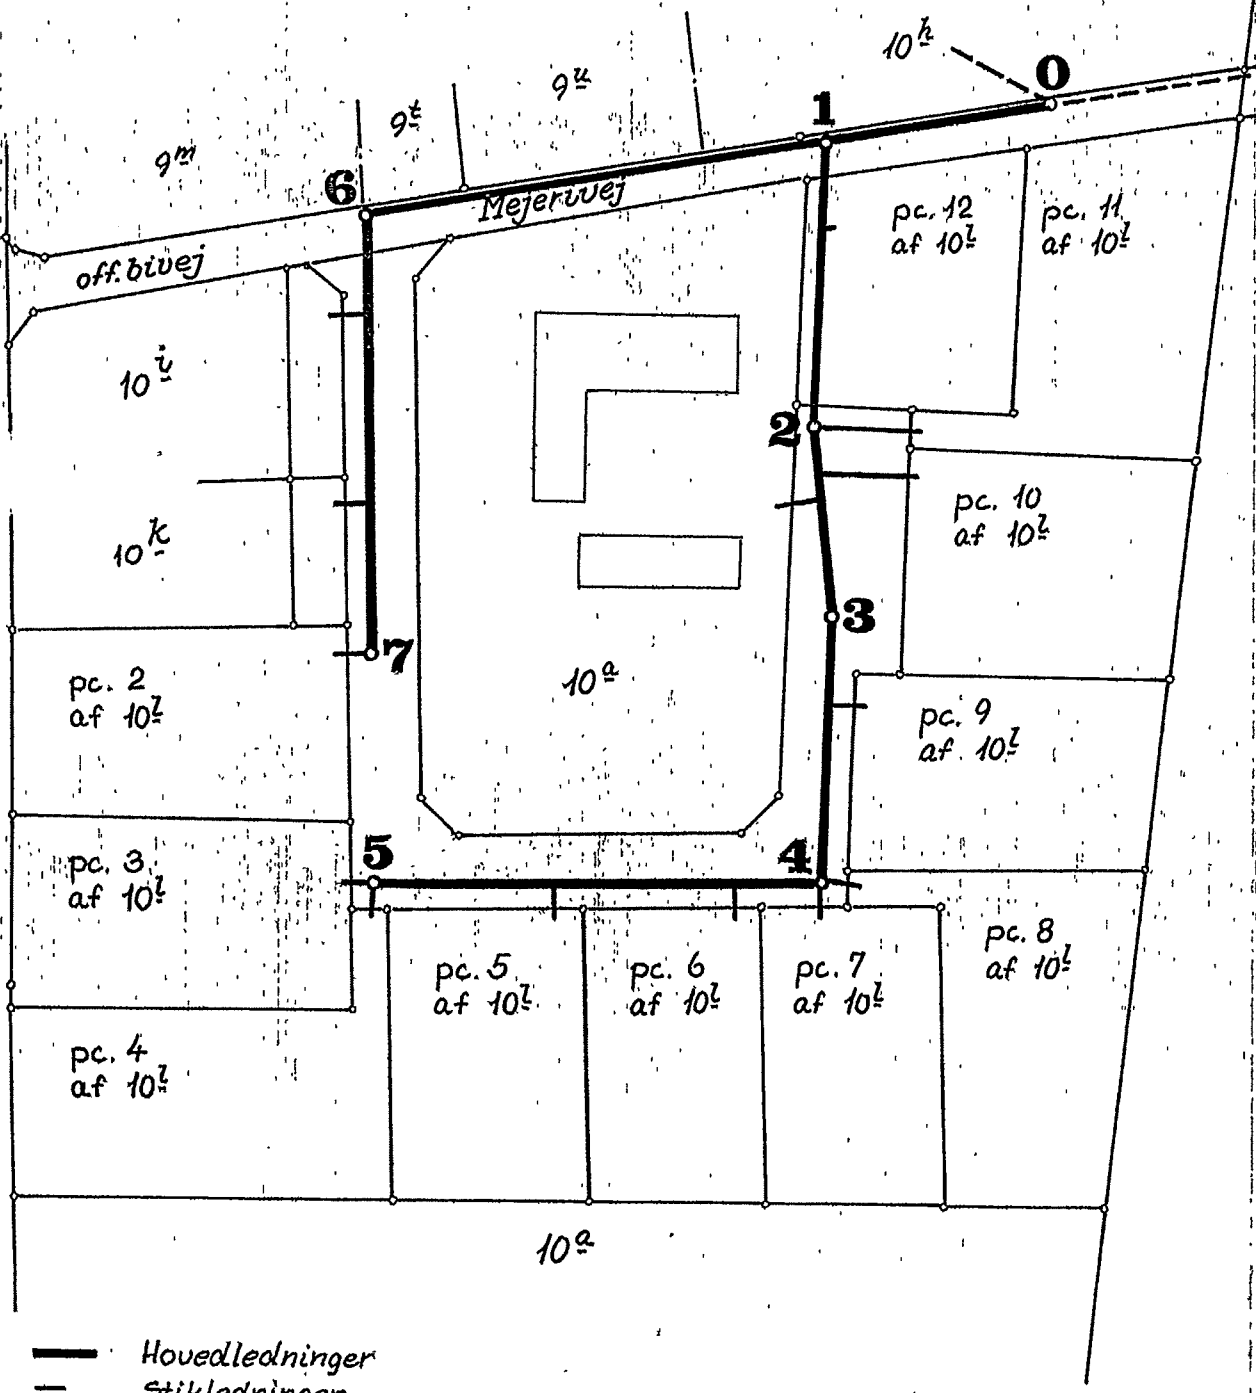 10h
0
1
9u
9t
9m
6
Mejerivej
off. bivej
pc. 12
af 10l
pc. 11
af 10l
10i
2
10k
pc. 10
af 10l
3
7
10a
pc. 2
af 10l
pc. 9
af 10l
5
4
pc. 3
af 10l
pc. 8
af 10l
pc. 5
af 10l
pc. 6
af 10l
pc. 7
af 10l
pc. 4
af 10l
10a
Hovedledninger
Stikledninger